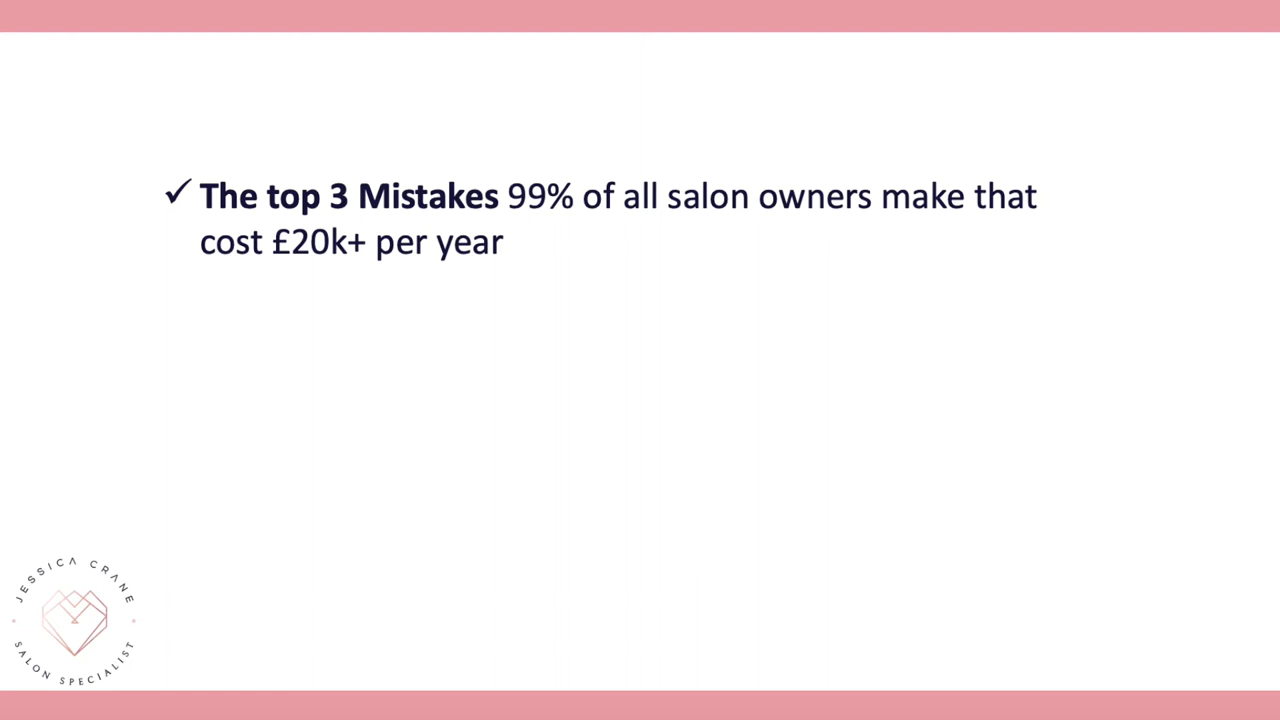 ✓ The top 3 Mistakes 99% of all salon owners make that
cost £20k+ per year
JESSICA CRANE
SALON SPECIALIST